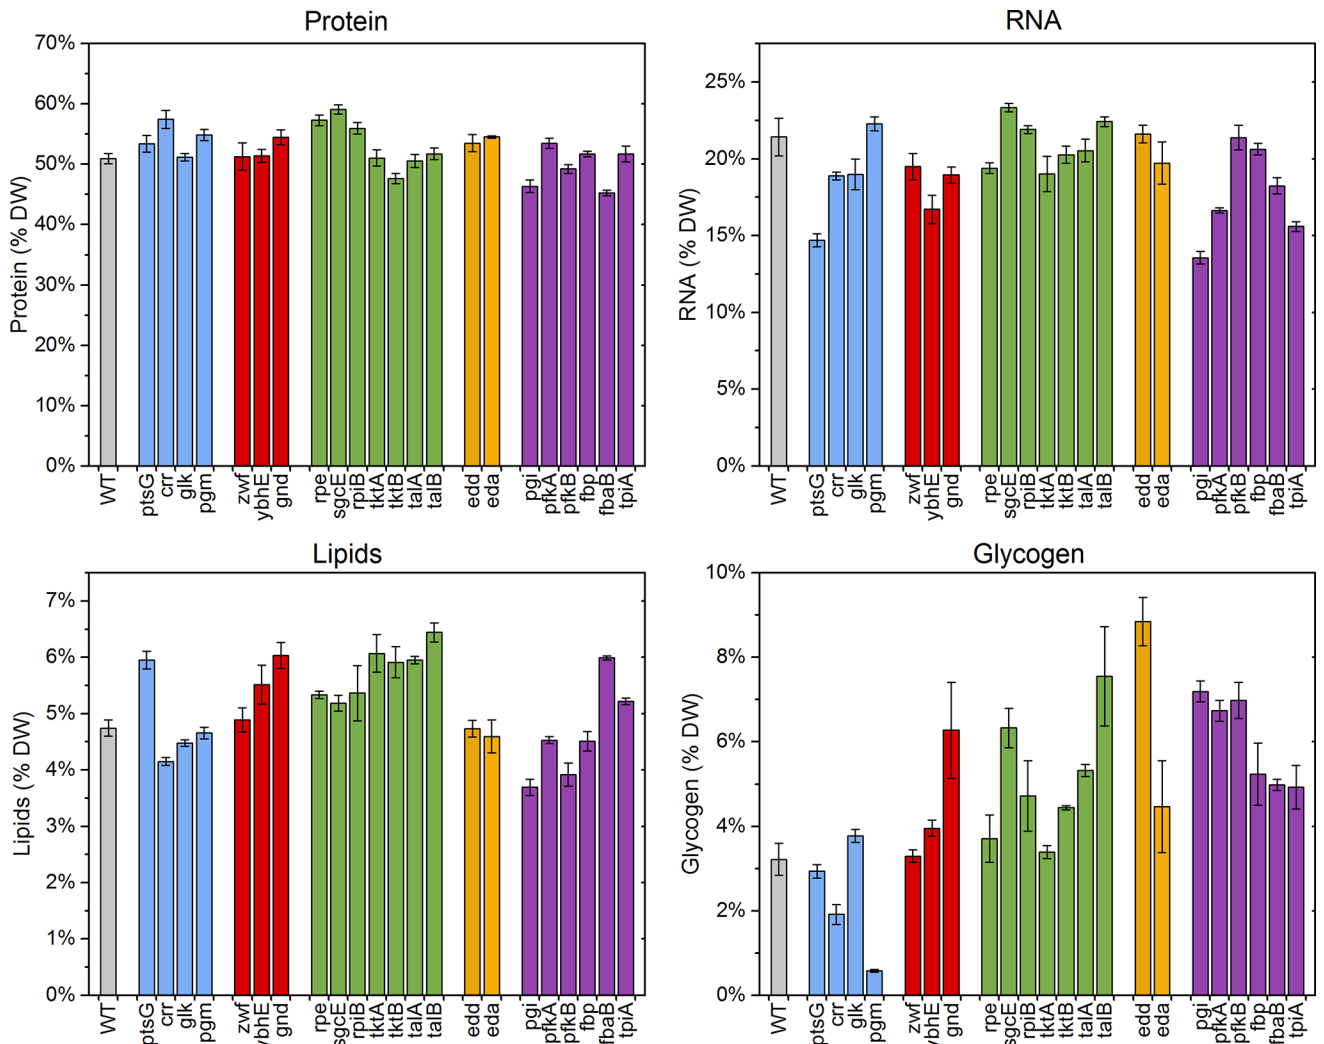 Protein
RNA
70%
60%
50%
40%
30%
20%
10%
0%
Protein (% DW)
WT ptsG crr glk pgm zwf ybhE gnd rpe sgcE rpiB tktA tktB talA talB edd eda pgi pfkA pfkB fbp fbaB tpiA
25%
20%
15%
10%
5%
0%
RNA (% DW)
WT ptsG crr glk pgm zwf ybhE gnd rpe sgcE rpiB tktA tktB talA talB edd eda pgi pfkA pfkB fbp fbaB tpiA
Lipids
Glycogen
7%
6%
5%
4%
3%
2%
1%
0%
Lipids (% DW)
WT ptsG crr glk pgm zwf ybhE gnd rpe sgcE rpiB tktA tktB talA talB edd eda pgi pfkA pfkB fbp fbaB tpiA
10%
8%
6%
4%
2%
0%
Glycogen (% DW)
WT ptsG crr glk pgm zwf ybhE gnd rpe sgcE rpiB tktA tktB talA talB edd eda pgi pfkA pfkB fbp fbaB tpiA